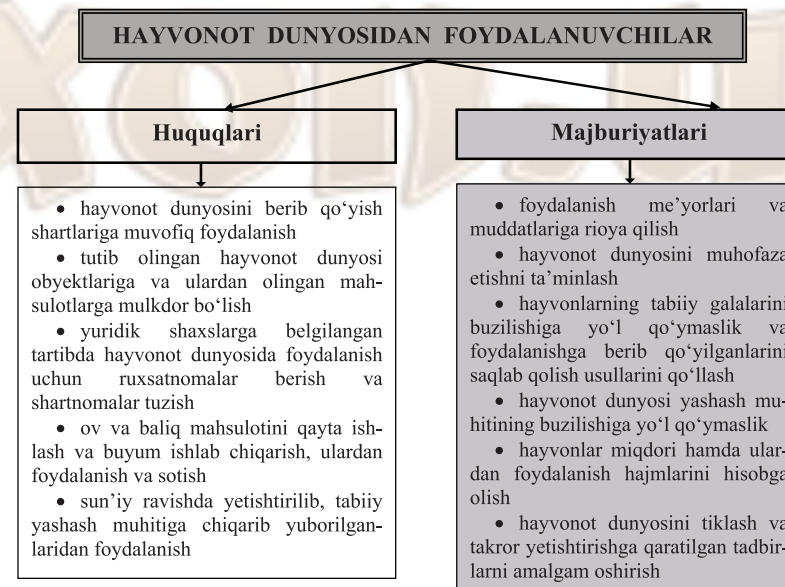 HAYVONOT DUNYOSIDAN FOYDALANUVCHILAR
Huquqlari
• hayvonot dunyosini berib qo‘yish
shartlariga muvofiq foydalanish
• tutib olingan hayvonot dunyosi
obyektlariga va ulardan olingan mah-
sulotlarga mulkdor bo‘lish
• yuridik shaxslarga belgilangan
tartibda hayvonot dunyosida foydalanish
uchun ruxsatnomalar berish va
shartnomalar tuzish
• ov va baliq mahsulotini qayta ish-
lash va buyum ishlab chiqarish, ulardan
foydalanish va sotish
• sun’iy ravishda yetishtirilib, tabiiy
yashash muhitiga chiqarib yuborilgan-
laridan foydalanish
Majburiyatlari
• foydalanish me’yorlari va
muddatlariga rioya qilish
• hayvonot dunyosini muhofaza
etishni ta’minlash
• hayvonlarning tabiiy galalarini
buzilishiga yo‘l qo‘ymaslik va
foydalanishga berib qo‘yilganlarini
saqlab qolish usullarini qo‘llash
• hayvonot dunyosi yashash mu-
hitining buzilishiga yo‘l qo‘ymaslik
• hayvonlar miqdori hamda ular-
dan foydalanish hajmlarini hisobga
olish
• hayvonot dunyosini tiklash va
takror yetishtirishga qaratilgan tadbir-
larni amalgam oshirish